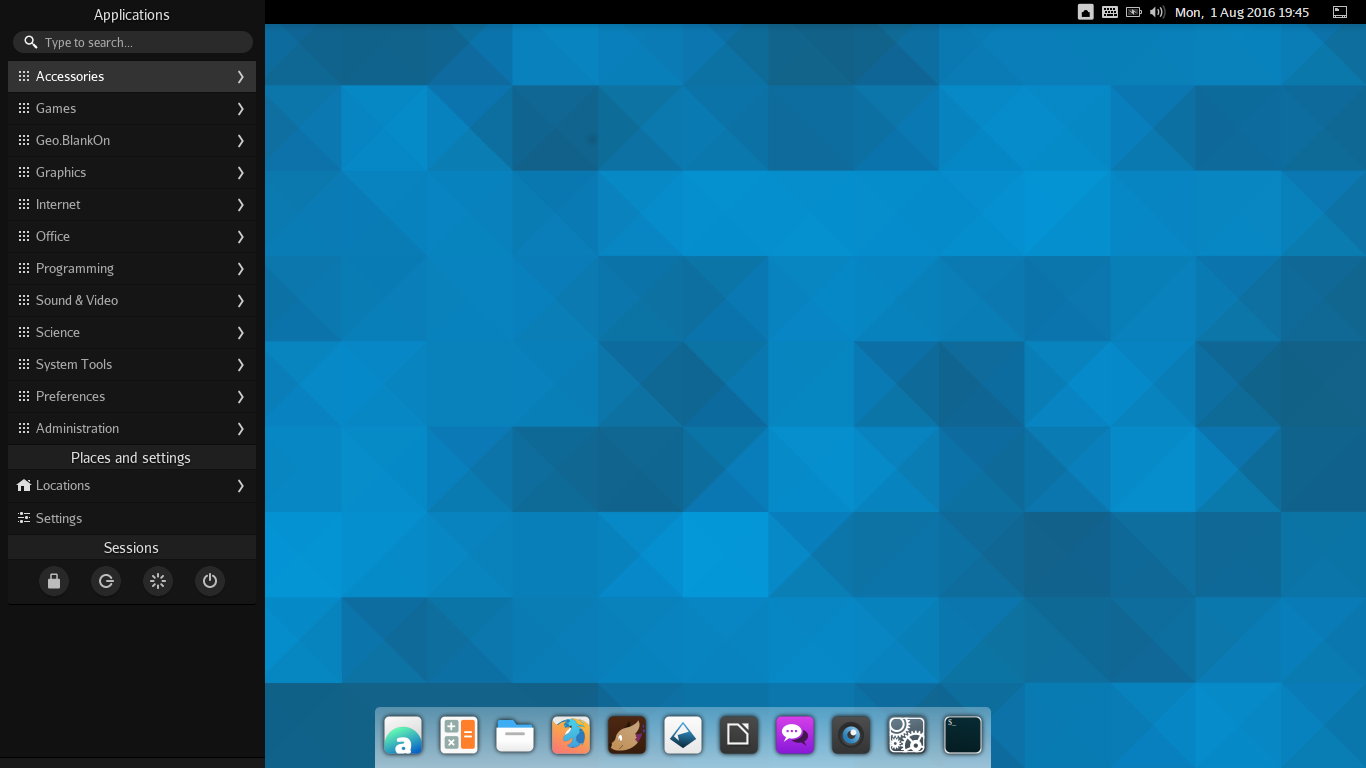 Applications
Mon, 1 Aug 2016 19:45
Type to search...
Accessories
Games
Geo.BlankOn
Graphics
Internet
Office
Programming
Sound & Video
Science
System Tools
Preferences
Administration
Places and settings
Locations
Settings
Sessions
a
$_